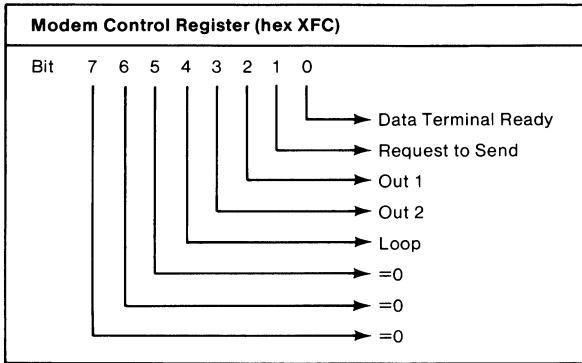 Modem Control Register (hex XFC)
Bit 7 6 5 4 3 2 1 0
Data Terminal Ready
Request to Send
Out 1
Out 2
Loop
=0
=0
=0